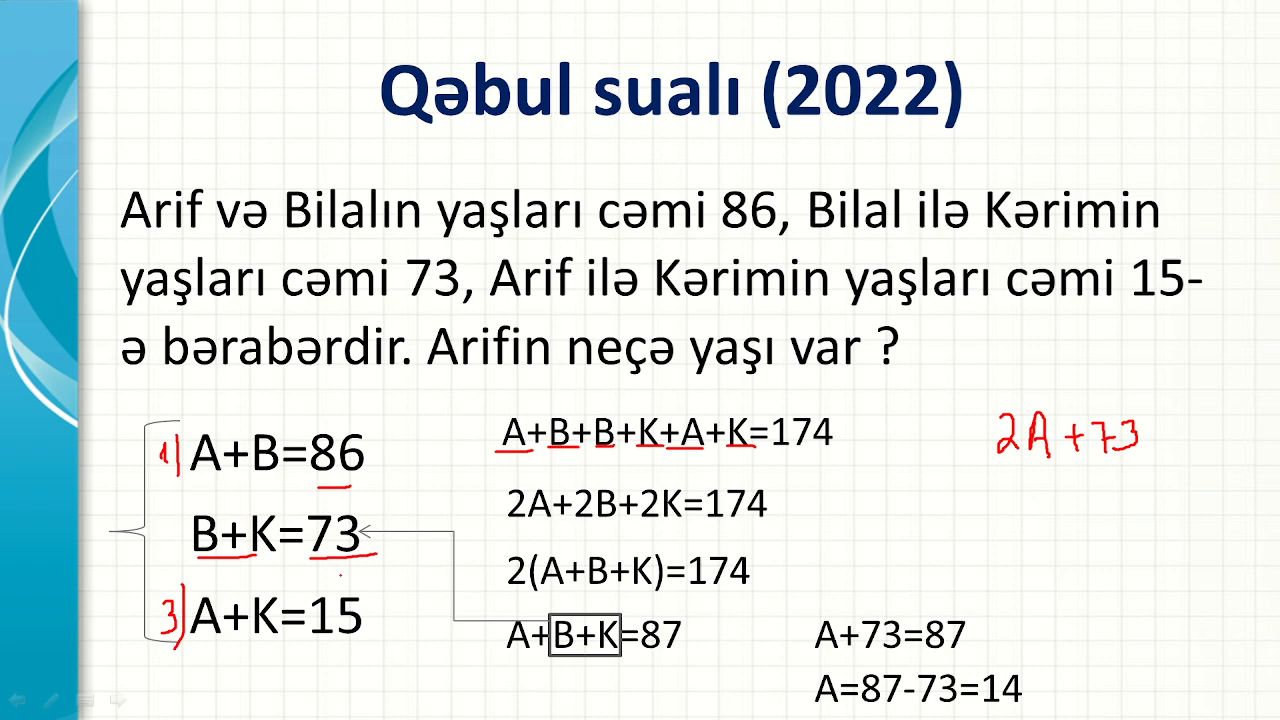 Qəbul sualı (2022)
Arif və Bilalın yaşları cəmi 86, Bilal ilə Kərimin
yaşları cəmi 73, Arif ilə Kərimin yaşları cəmi 15-
ə bərabərdir. Arifin neçə yaşı var ?
1) A+B=86
B+K=73
3) A+K=15
A+B+B+K+A+K=174
2A+2B+2K=174
2(A+B+K)=174
A+B+K=87
2A+73
A+73=87
A=87-73=14